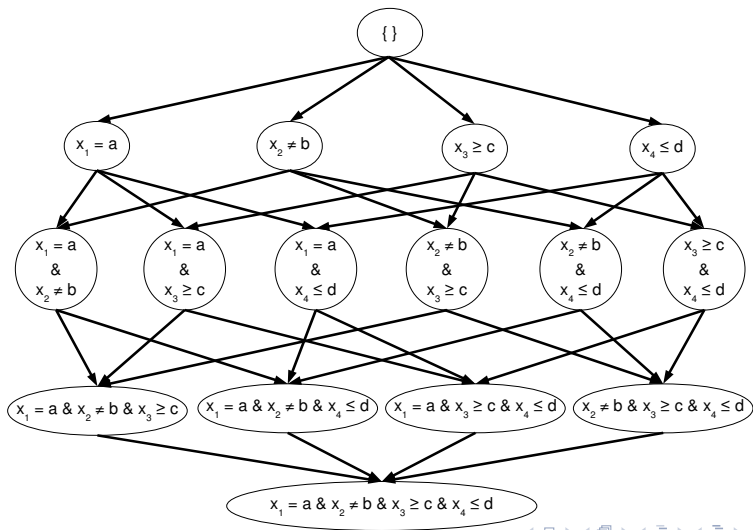 { }
x₁ = a
x₂ ≠ b
x₃ ≥ c
x₄ ≤ d
x₁ = a
&
x₂ ≠ b
x₁ = a
&
x₃ ≥ c
x₁ = a
&
x₄ ≤ d
x₂ ≠ b
&
x₃ ≥ c
x₂ ≠ b
&
x₄ ≤ d
x₃ ≥ c
&
x₄ ≤ d
x₁ = a & x₂ ≠ b & x₃ ≥ c
x₁ = a & x₂ ≠ b & x₄ ≤ d
x₁ = a & x₃ ≥ c & x₄ ≤ d
x₂ ≠ b & x₃ ≥ c & x₄ ≤ d
x₁ = a & x₂ ≠ b & x₃ ≥ c & x₄ ≤ d